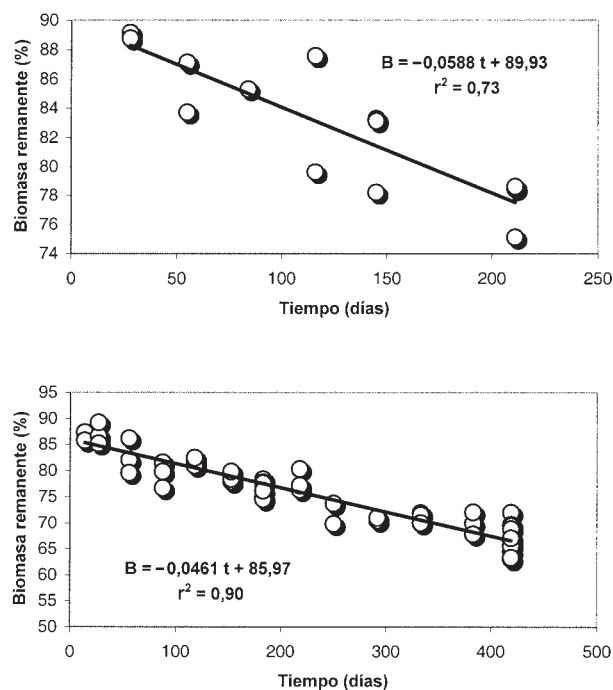 90
88
86
84
82
80
78
76
74
Biomasa remanente (%)
B = –0,0588 t + 89,93
r² = 0,73
0 50 100 150 200 250
Tiempo (días)
95
90
85
80
75
70
65
60
55
50
Biomasa remanente (%)
B = –0,0461 t + 85,97
r² = 0,90
0 100 200 300 400 500
Tiempo (días)